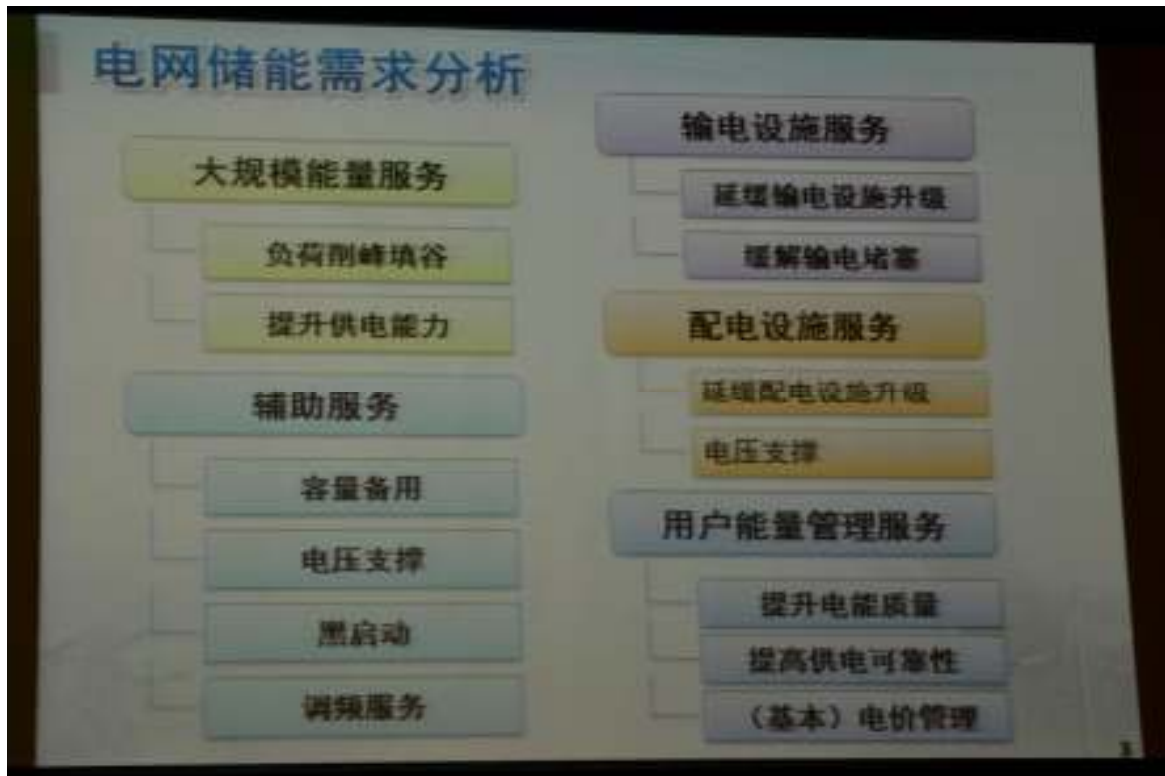 电网储能需求分析
大规模能量服务
负荷削峰填谷
提升供电能力
辅助服务
容量备用
电压支撑
黑启动
调频服务
输电设施服务
延缓输电设施升级
缓解输电堵塞
配电设施服务
延缓配电设施升级
电压支撑
用户能量管理服务
提升电能质量
提高供电可靠性
（基本）电价管理
3